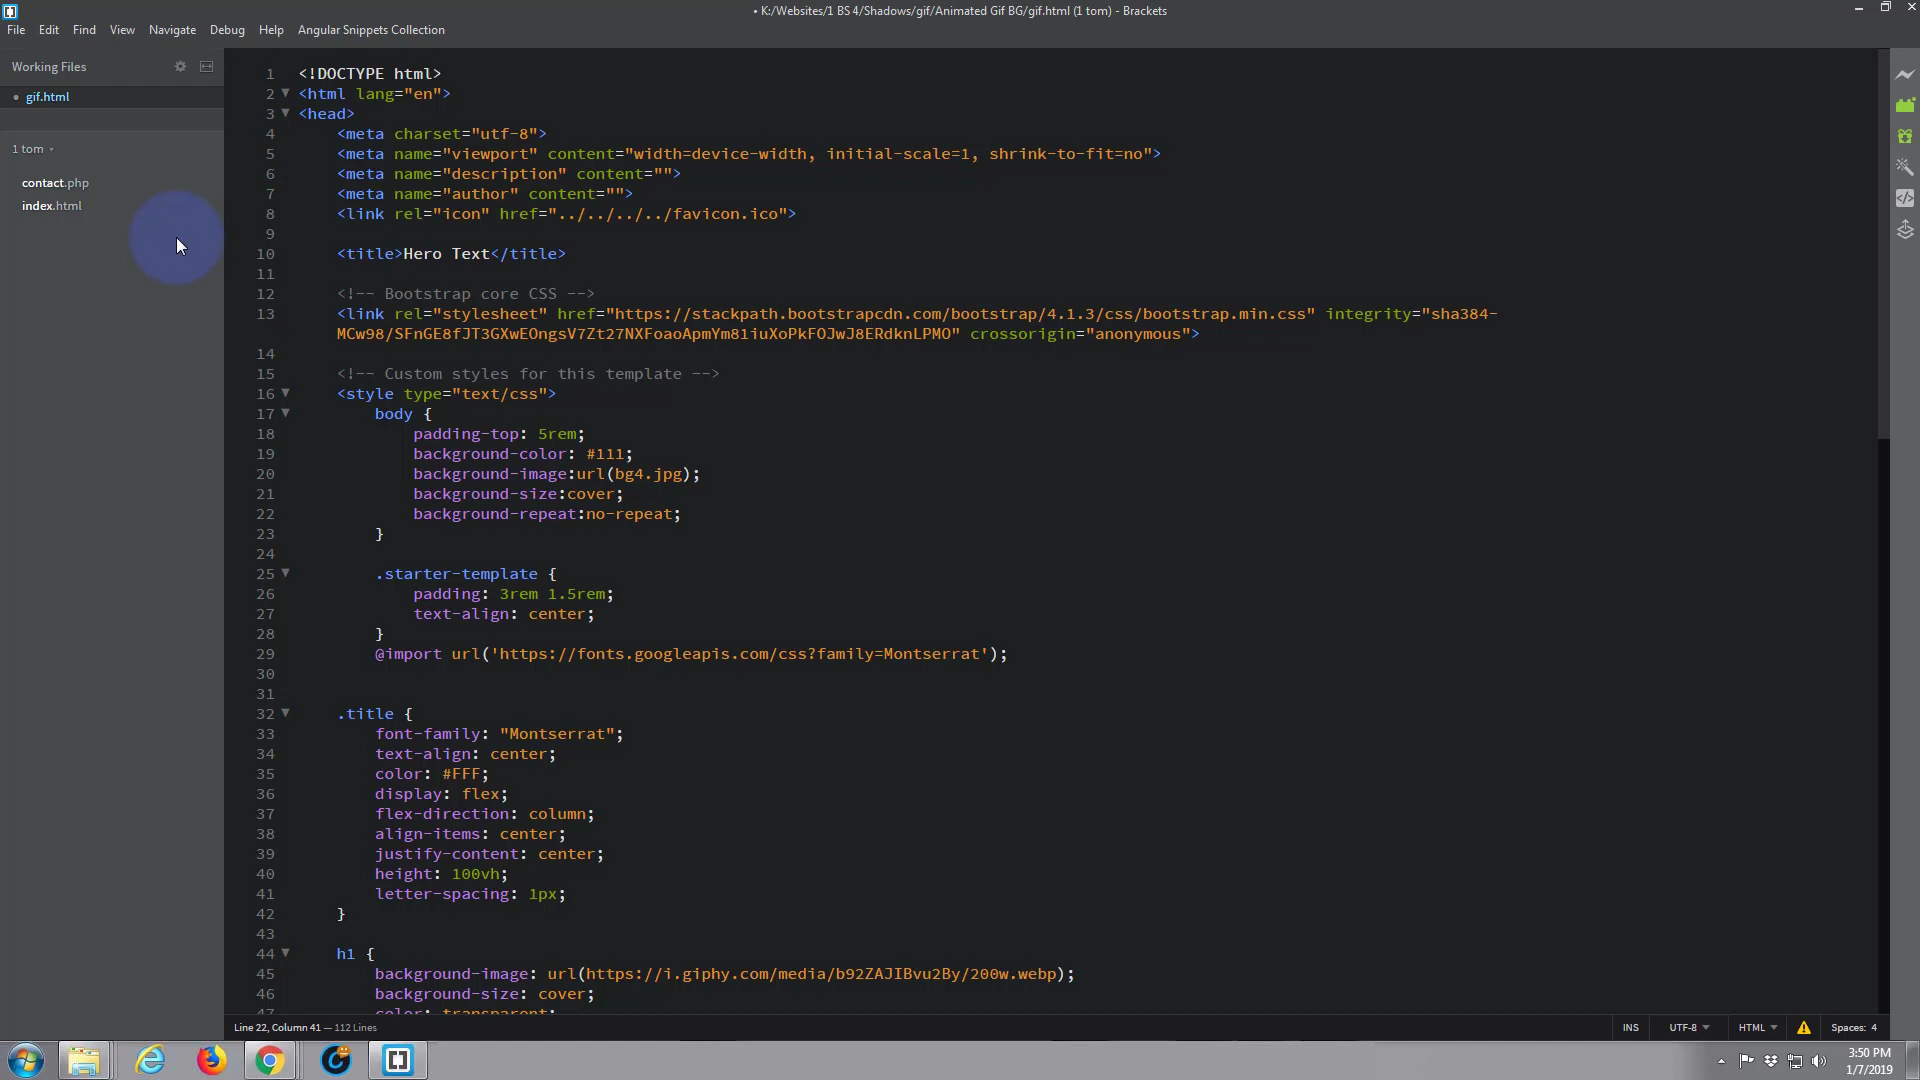 • K:/Websites/1 BS 4/Shadows/gif/Animated Gif BG/gif.html (1 tom) - Brackets
File Edit Find View Navigate Debug Help Angular Snippets Collection
Working Files
• gif.html
1 tom
contact.php
index.html
1 <!DOCTYPE html>
2 <html lang="en">
3 <head>
4 <meta charset="utf-8">
5 <meta name="viewport" content="width=device-width, initial-scale=1, shrink-to-fit=no">
6 <meta name="description" content="">
7 <meta name="author" content="">
8 <link rel="icon" href="../../../../favicon.ico">
9
10 <title>Hero Text</title>
11
12 <!-- Bootstrap core CSS -->
13 <link rel="stylesheet" href="https://stackpath.bootstrapcdn.com/bootstrap/4.1.3/css/bootstrap.min.css" integrity="sha384-
MCw98/SFnGE8fJT3GXwEOngsV7Zt27NXFoaoApmYm81iuXoPkFOJwJ8ERdknLPMO" crossorigin="anonymous">
14
15 <!-- Custom styles for this template -->
16 <style type="text/css">
17 body {
18 padding-top: 5rem;
19 background-color: #111;
20 background-image:url(bg4.jpg);
21 background-size:cover;
22 background-repeat:no-repeat;
23 }
24
25 .starter-template {
26 padding: 3rem 1.5rem;
27 text-align: center;
28 }
29 @import url('https://fonts.googleapis.com/css?family=Montserrat');
30
31
32 .title {
33 font-family: "Montserrat";
34 text-align: center;
35 color: #FFF;
36 display: flex;
37 flex-direction: column;
38 align-items: center;
39 justify-content: center;
40 height: 100vh;
41 letter-spacing: 1px;
42 }
43
44 h1 {
45 background-image: url(https://i.giphy.com/media/b92ZAJIBvu2By/200w.webp);
46 background-size: cover;
47 color: transparent;
Line 22, Column 41 — 112 Lines
INS UTF-8 HTML Spaces: 4
3:50 PM
1/7/2019